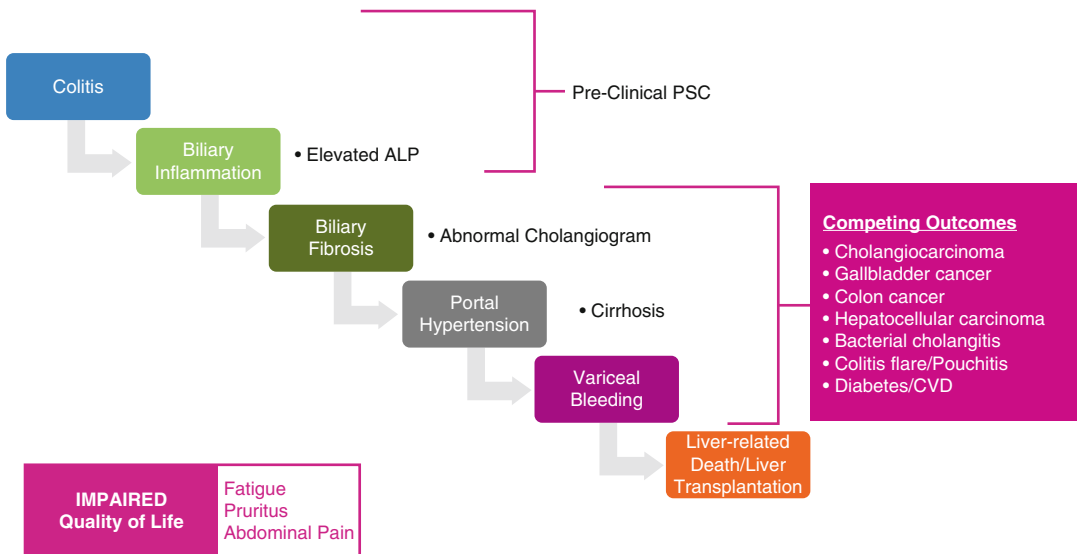 Colitis
Pre-Clinical PSC
Biliary
Inflammation
• Elevated ALP
Biliary
Fibrosis
• Abnormal Cholangiogram
Portal
Hypertension
• Cirrhosis
Variceal
Bleeding
Liver-related
Death/Liver
Transplantation
Competing Outcomes
• Cholangiocarcinoma
• Gallbladder cancer
• Colon cancer
• Hepatocellular carcinoma
• Bacterial cholangitis
• Colitis flare/Pouchitis
• Diabetes/CVD
IMPAIRED
Quality of Life
Fatigue
Pruritus
Abdominal Pain